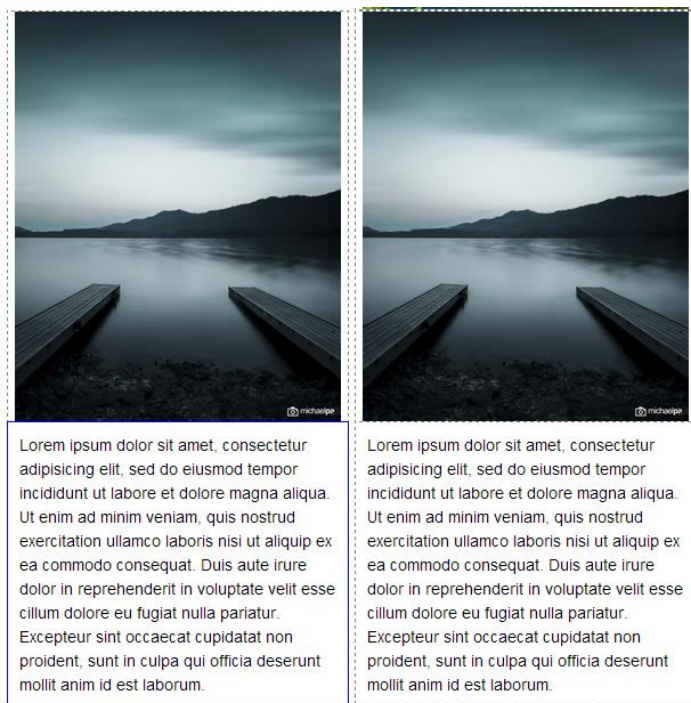 michaelpa
michaelpa
Lorem ipsum dolor sit amet, consectetur
adipisicing elit, sed do eiusmod tempor
incididunt ut labore et dolore magna aliqua.
Ut enim ad minim veniam, quis nostrud
exercitation ullamco laboris nisi ut aliquip ex
ea commodo consequat. Duis aute irure
dolor in reprehenderit in voluptate velit esse
cillum dolore eu fugiat nulla pariatur.
Excepteur sint occaecat cupidatat non
proident, sunt in culpa qui officia deserunt
mollit anim id est laborum.
Lorem ipsum dolor sit amet, consectetur
adipisicing elit, sed do eiusmod tempor
incididunt ut labore et dolore magna aliqua.
Ut enim ad minim veniam, quis nostrud
exercitation ullamco laboris nisi ut aliquip ex
ea commodo consequat. Duis aute irure
dolor in reprehenderit in voluptate velit esse
cillum dolore eu fugiat nulla pariatur.
Excepteur sint occaecat cupidatat non
proident, sunt in culpa qui officia deserunt
mollit anim id est laborum.